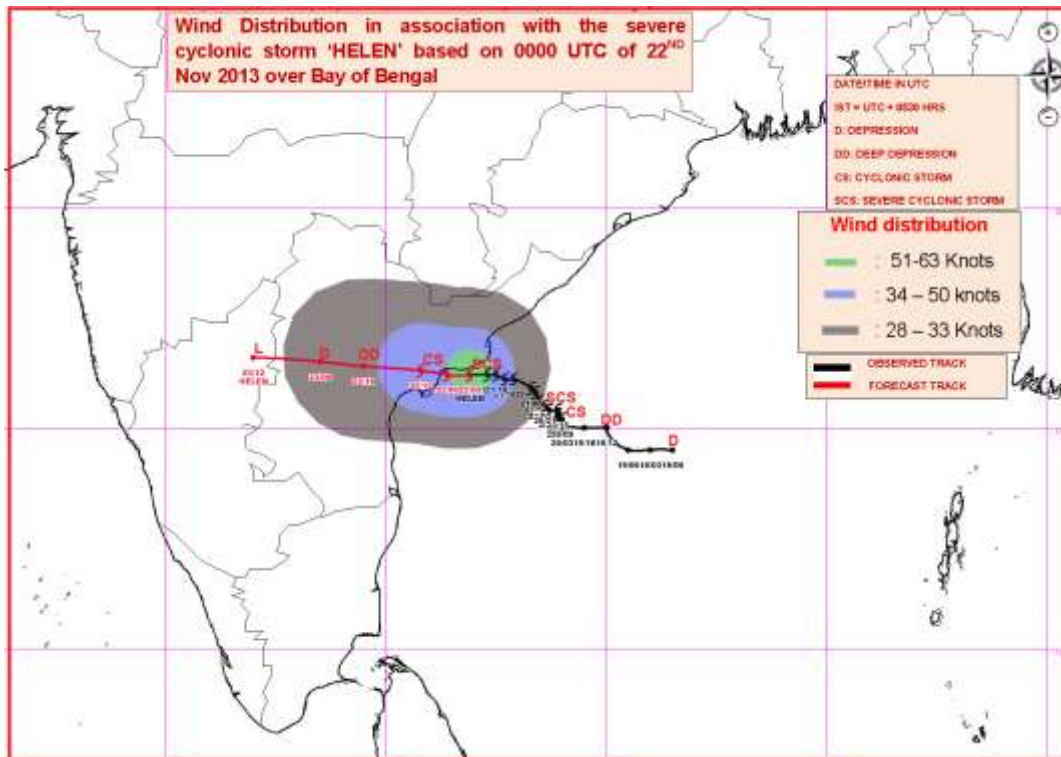 Wind Distribution in association with the severe
cyclonic storm ‘HELEN’ based on 0000 UTC of 22ND
Nov 2013 over Bay of Bengal
DATE/TIME IN UTC
IST = UTC + 0530 HRS
D: DEPRESSION
DD: DEEP DEPRESSION
CS: CYCLONIC STORM
SCS: SEVERE CYCLONIC STORM
Wind distribution
: 51-63 Knots
: 34 – 50 knots
: 28 – 33 Knots
OBSERVED TRACK
FORECAST TRACK
L
D
DD
CS
SCS
HELEN
HELEN
SCS
CS
DD
D